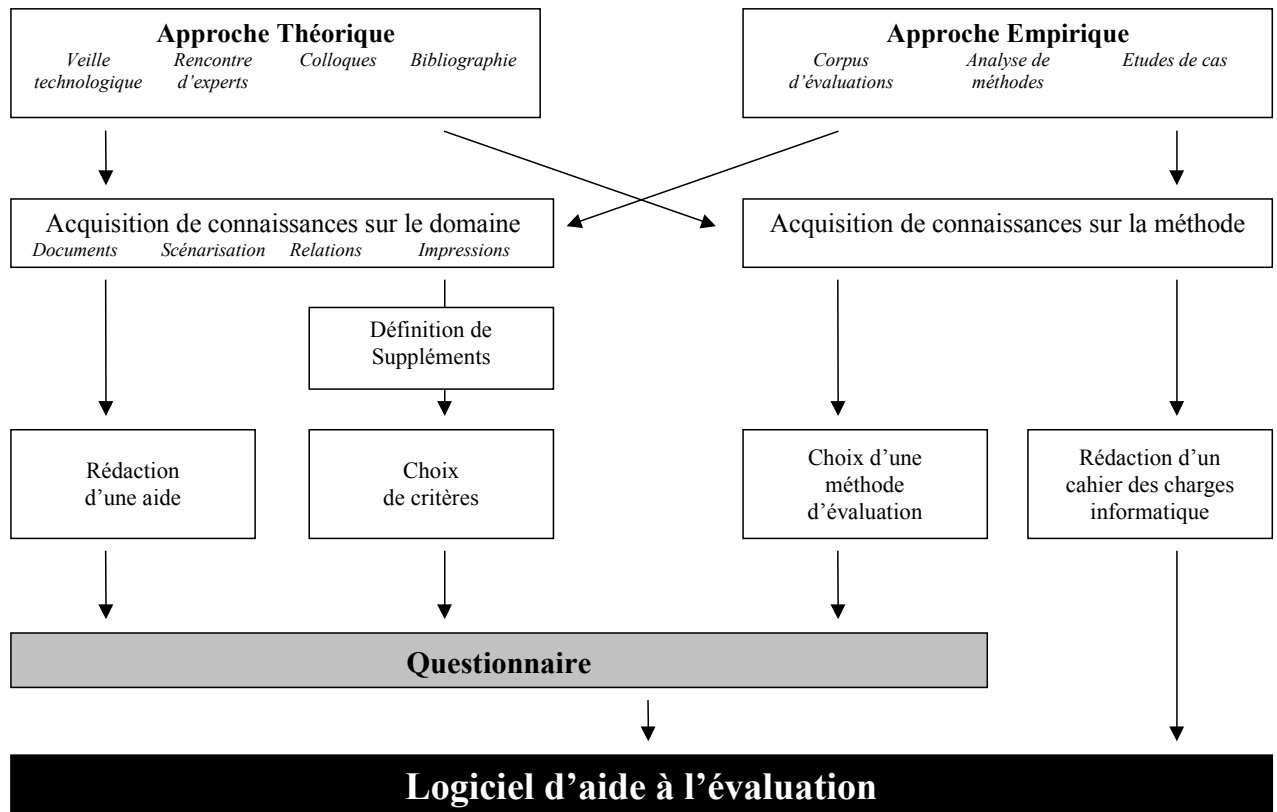 Approche Théorique
Veille technologique
Rencontre d’experts
Colloques
Bibliographie
Approche Empirique
Corpus d’évaluations
Analyse de méthodes
Etudes de cas
Acquisition de connaissances sur le domaine
Documents Scénarisation Relations Impressions
Acquisition de connaissances sur la méthode
Définition de
Suppléments
Rédaction
d’une aide
Choix
de critères
Choix d’une
méthode
d’évaluation
Rédaction d’un
cahier des charges
informatique
Questionnaire
Logiciel d’aide à l’évaluation